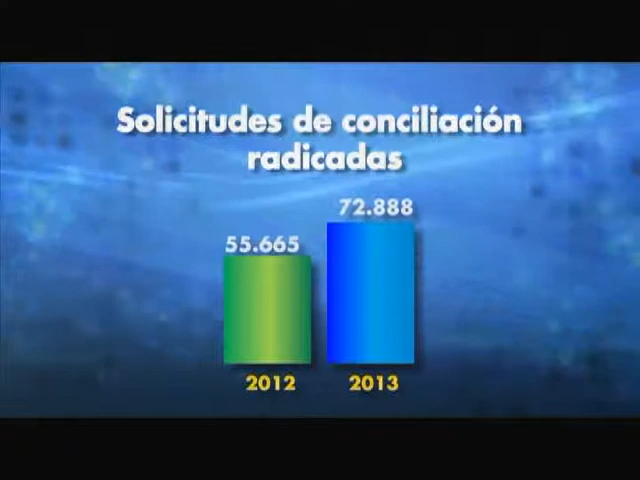 Solicitudes de conciliación
radicadas
72.888
55.665
2012 2013